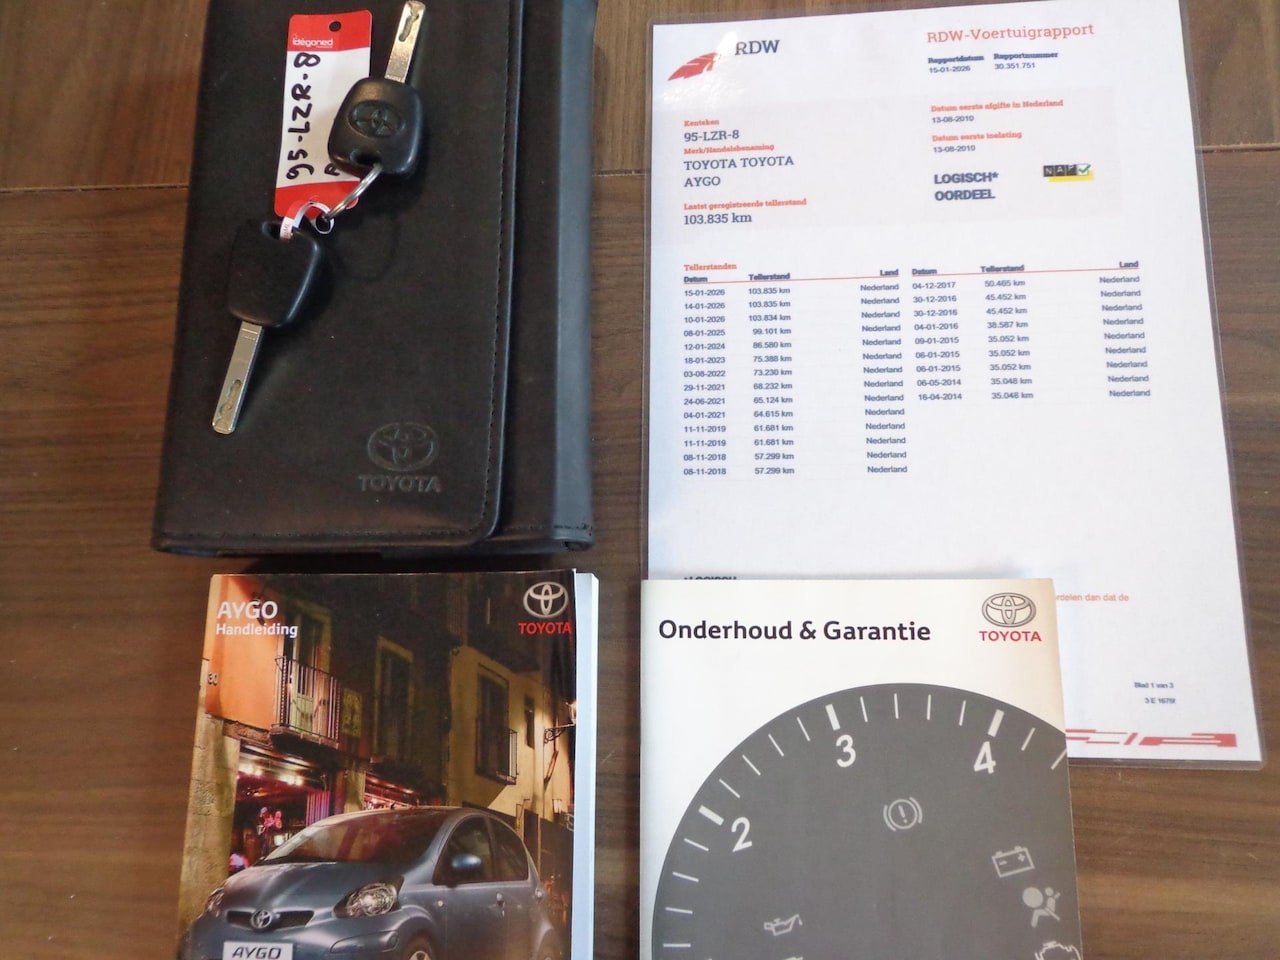 95-LZR-8
TOYOTA
RDW
RDW-Voertuigrapport
Rapportdatum Rapportnummer
15-01-2026 30.351.751
Kenteken
95-LZR-8
Merk/Handelsbenaming
TOYOTA TOYOTA
AYGO
Laatst geregistreerde tellerstand
103.835 km
Datum eerste afgifte in Nederland
13-08-2010
Datum eerste toelating
13-08-2010
LOGISCH*
OORDEEL
NAP
Tellerstanden
Datum Tellerstand Land
15-01-2026 103.835 km Nederland
14-01-2026 103.835 km Nederland
10-01-2026 103.834 km Nederland
08-01-2025 99.101 km Nederland
12-01-2024 86.580 km Nederland
18-01-2023 75.388 km Nederland
03-08-2022 73.230 km Nederland
29-11-2021 68.232 km Nederland
24-06-2021 65.124 km Nederland
04-01-2021 64.615 km Nederland
11-11-2019 61.681 km Nederland
11-11-2019 61.681 km Nederland
08-11-2018 57.299 km Nederland
08-11-2018 57.299 km Nederland
Datum Tellerstand Land
04-12-2017 50.465 km Nederland
30-12-2016 45.452 km Nederland
30-12-2016 45.452 km Nederland
04-01-2016 38.587 km Nederland
09-01-2015 35.052 km Nederland
06-01-2015 35.052 km Nederland
06-01-2015 35.052 km Nederland
06-05-2014 35.048 km Nederland
16-04-2014 35.048 km Nederland
dan dat de
Blad 1 van 3
AYGO
Handleiding
TOYOTA
30
AYGO
Onderhoud & Garantie
TOYOTA
2
3
4